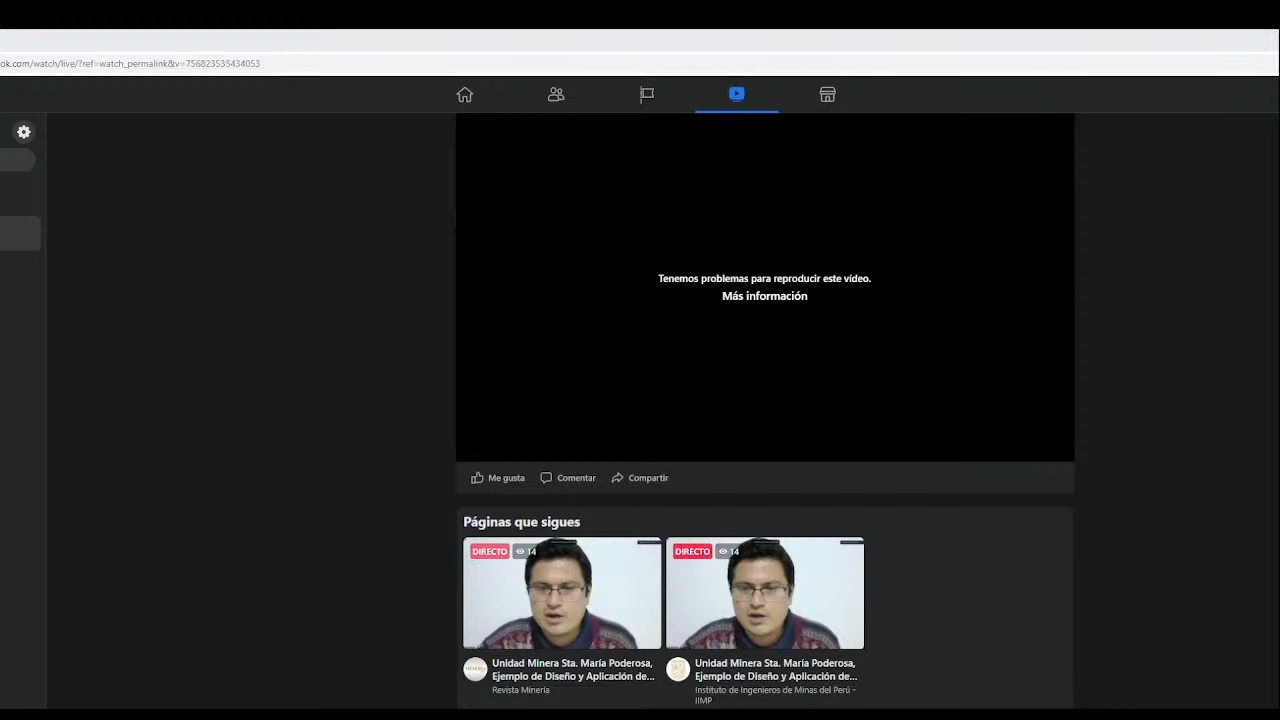 ok.com/watch/live/?ref=watch_permalink&v=756823535434053
Tenemos problemas para reproducir este vídeo.
Más información
Me gusta
Comentar
Compartir
Páginas que sigues
DIRECTO
14
DIRECTO
14
Unidad Minera Sta. María Poderosa,
Ejemplo de Diseño y Aplicación de...
Revista Minería
Unidad Minera Sta. María Poderosa,
Ejemplo de Diseño y Aplicación de...
Instituto de Ingenieros de Minas del Perú -
IIMP